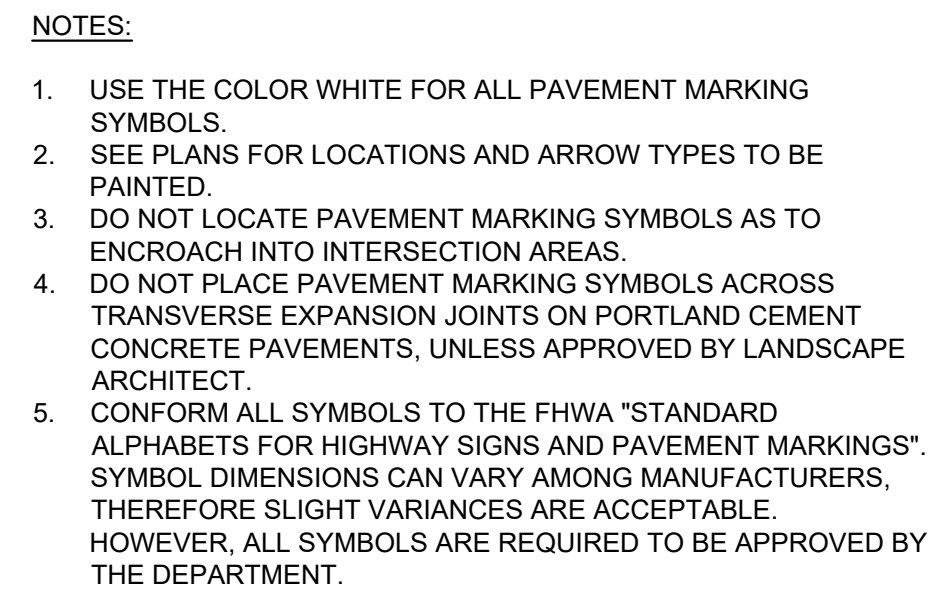 NOTES:
1. USE THE COLOR WHITE FOR ALL PAVEMENT MARKING
SYMBOLS.
2. SEE PLANS FOR LOCATIONS AND ARROW TYPES TO BE
PAINTED.
3. DO NOT LOCATE PAVEMENT MARKING SYMBOLS AS TO
ENCROACH INTO INTERSECTION AREAS.
4. DO NOT PLACE PAVEMENT MARKING SYMBOLS ACROSS
TRANSVERSE EXPANSION JOINTS ON PORTLAND CEMENT
CONCRETE PAVEMENTS, UNLESS APPROVED BY LANDSCAPE
ARCHITECT.
5. CONFORM ALL SYMBOLS TO THE FHWA "STANDARD
ALPHABETS FOR HIGHWAY SIGNS AND PAVEMENT MARKINGS".
SYMBOL DIMENSIONS CAN VARY AMONG MANUFACTURERS,
THEREFORE SLIGHT VARIANCES ARE ACCEPTABLE.
HOWEVER, ALL SYMBOLS ARE REQUIRED TO BE APPROVED BY
THE DEPARTMENT.